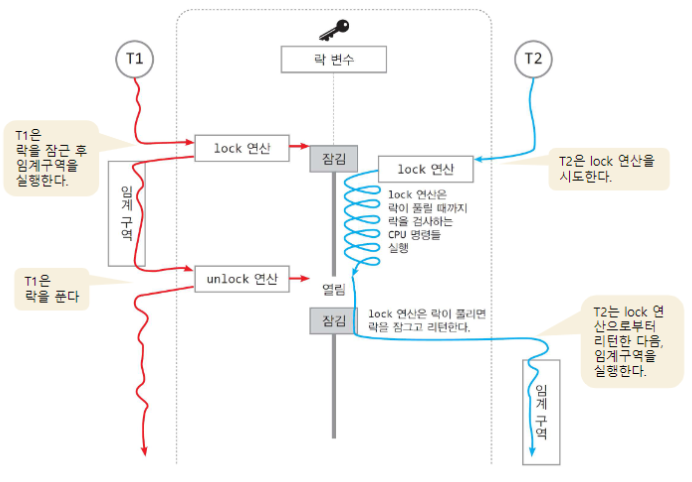 T1
T2
락 변수
T1은
락을 잠근 후
임계구역을
실행한다.
lock 연산
잠김
lock 연산
T2은 lock 연산을
시도한다.
임계 구역
lock 연산은
락이 풀릴 때까지
락을 검사하는
CPU 명령들
실행
T1은
락을 푼다
unlock 연산
열림
잠김
lock 연산은 락이 풀리면
락을 잠그고 리턴한다.
T2는 lock 연
산으로부터
리턴한 다음,
임계구역을
실행한다.
임계 구역